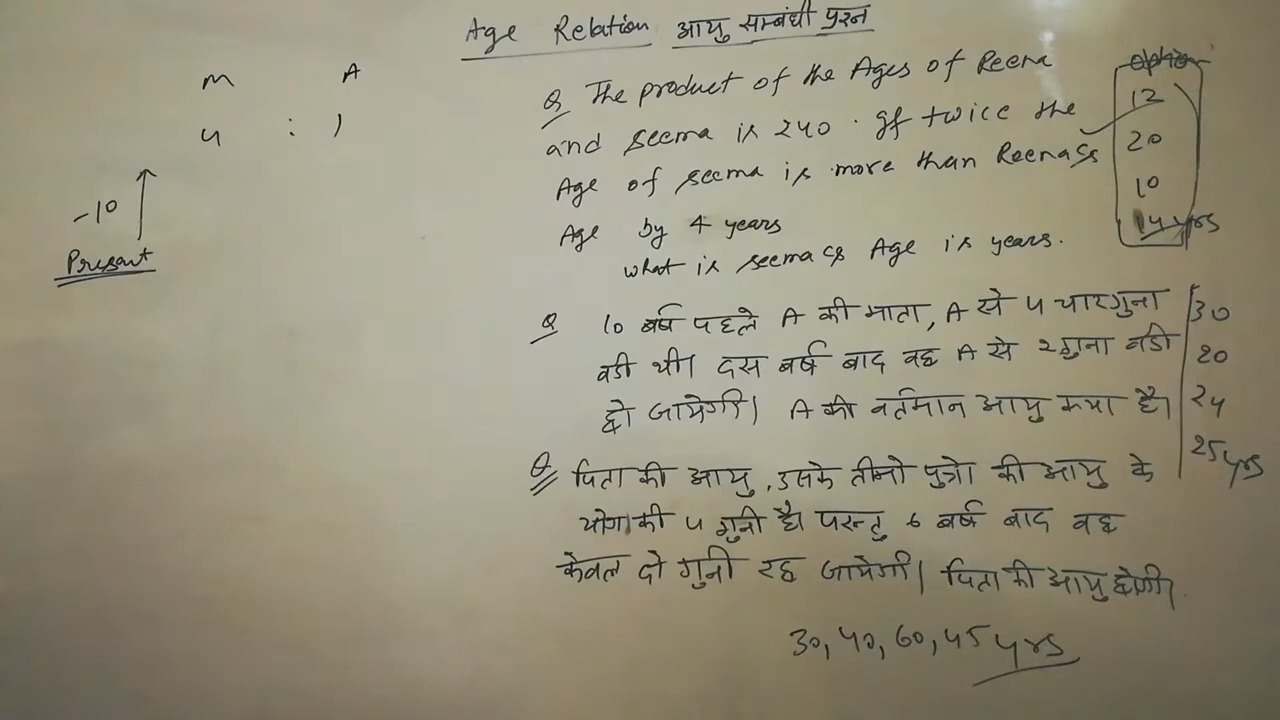 Age Relation आयु सम्बंधी प्रश्न
M A
4 : 1
-10
Present
Q The product of the Ages of Reena
and seema is 240 . If twice the
Age of seema is more than Reena's
Age by 4 years
what is seema's Age in years.
option
12
20
10
14 yrs
Q 10 वर्ष पहले A की माता, A से 4 चारगुना
बडी थी। दस वर्ष बाद वह A से 2गुना बडी
हो जायेगी। A की वर्तमान आयु क्या है।
30
20
24
25 yrs
Q पिता की आयु, उसके तीनो पुत्रो की आयु के
योग की 4 गुनी है। परन्तु 6 वर्ष बाद वह
केवल दो गुनी रह जायेगी। पिता की आयु होगी।
30, 40, 60, 45 yrs